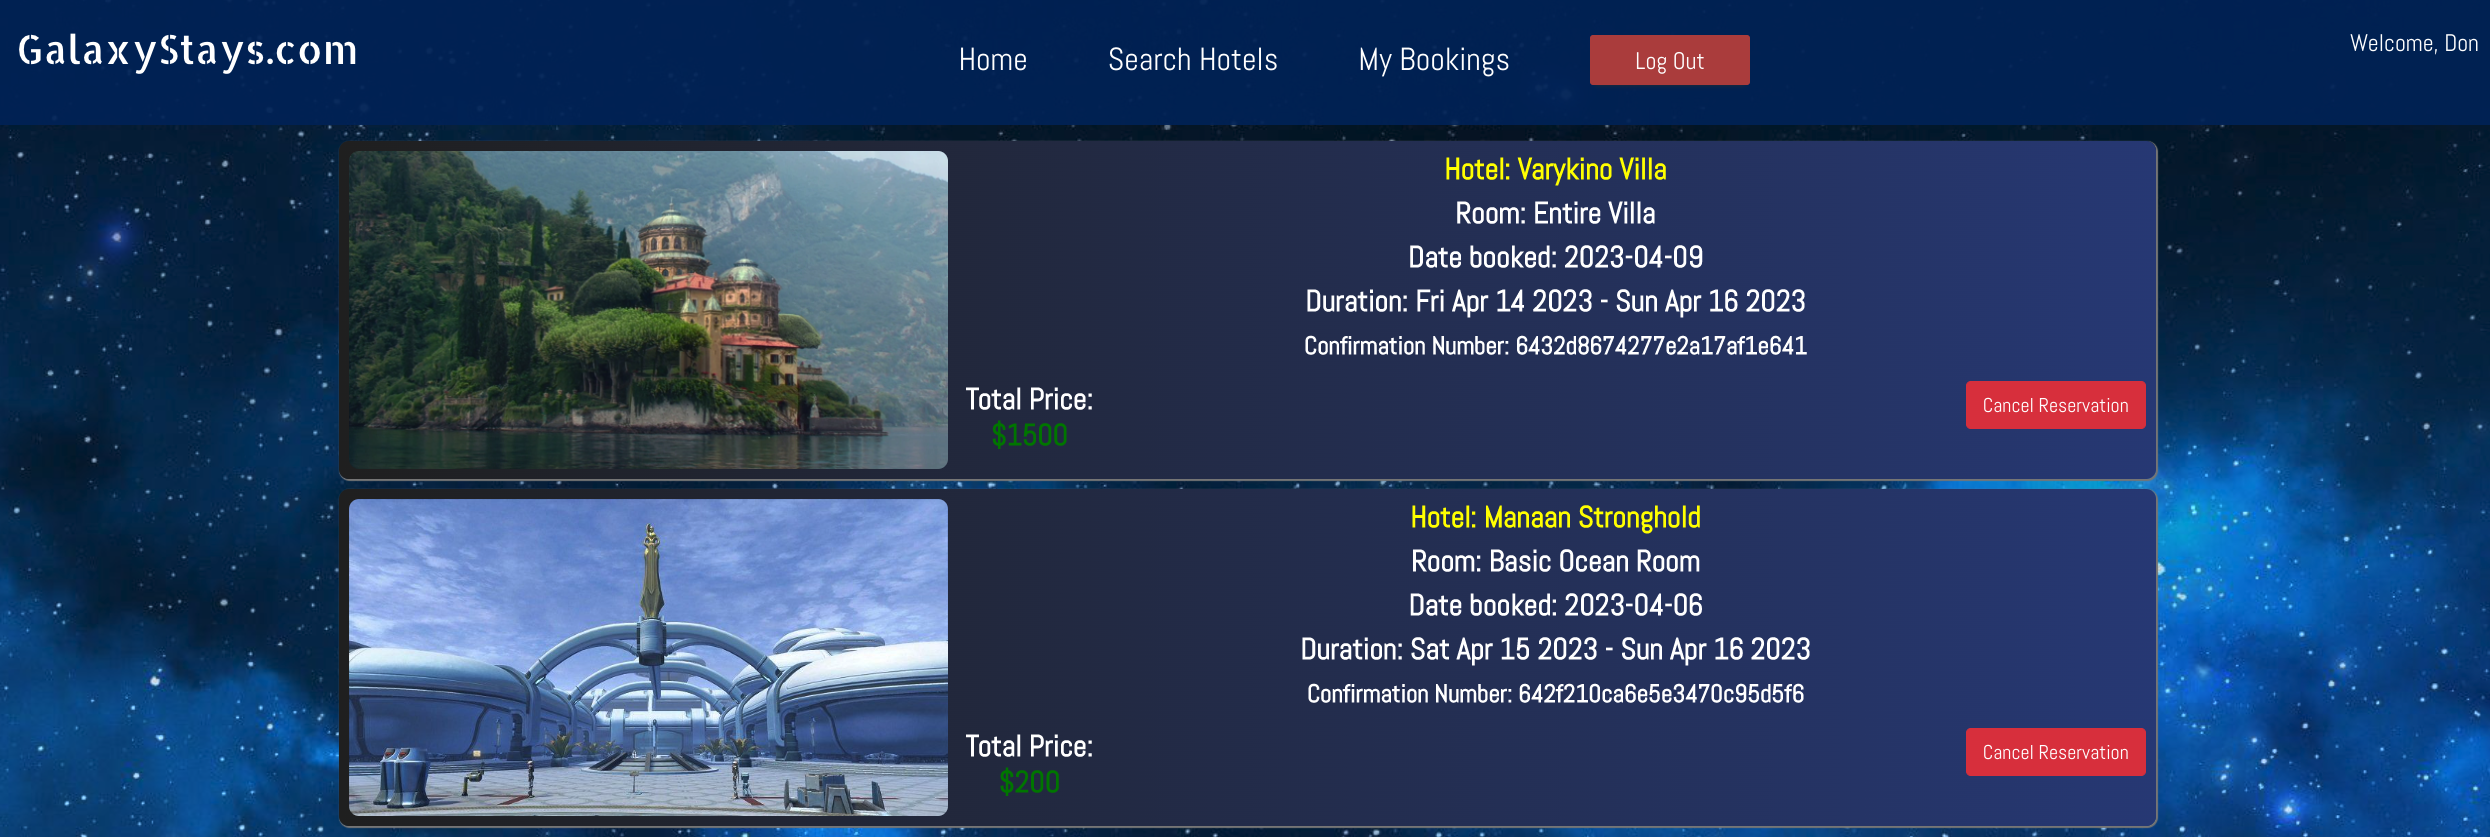 GalaxyStays.com
Home
Search Hotels
My Bookings
Log Out
Welcome, Don
Hotel: Varykino Villa
Room: Entire Villa
Date booked: 2023-04-09
Duration: Fri Apr 14 2023 - Sun Apr 16 2023
Confirmation Number: 6432d8674277e2a17af1e641
Total Price:
$1500
Cancel Reservation
Hotel: Manaan Stronghold
Room: Basic Ocean Room
Date booked: 2023-04-06
Duration: Sat Apr 15 2023 - Sun Apr 16 2023
Confirmation Number: 642f210ca6e5e3470c95d5f6
Total Price:
$200
Cancel Reservation